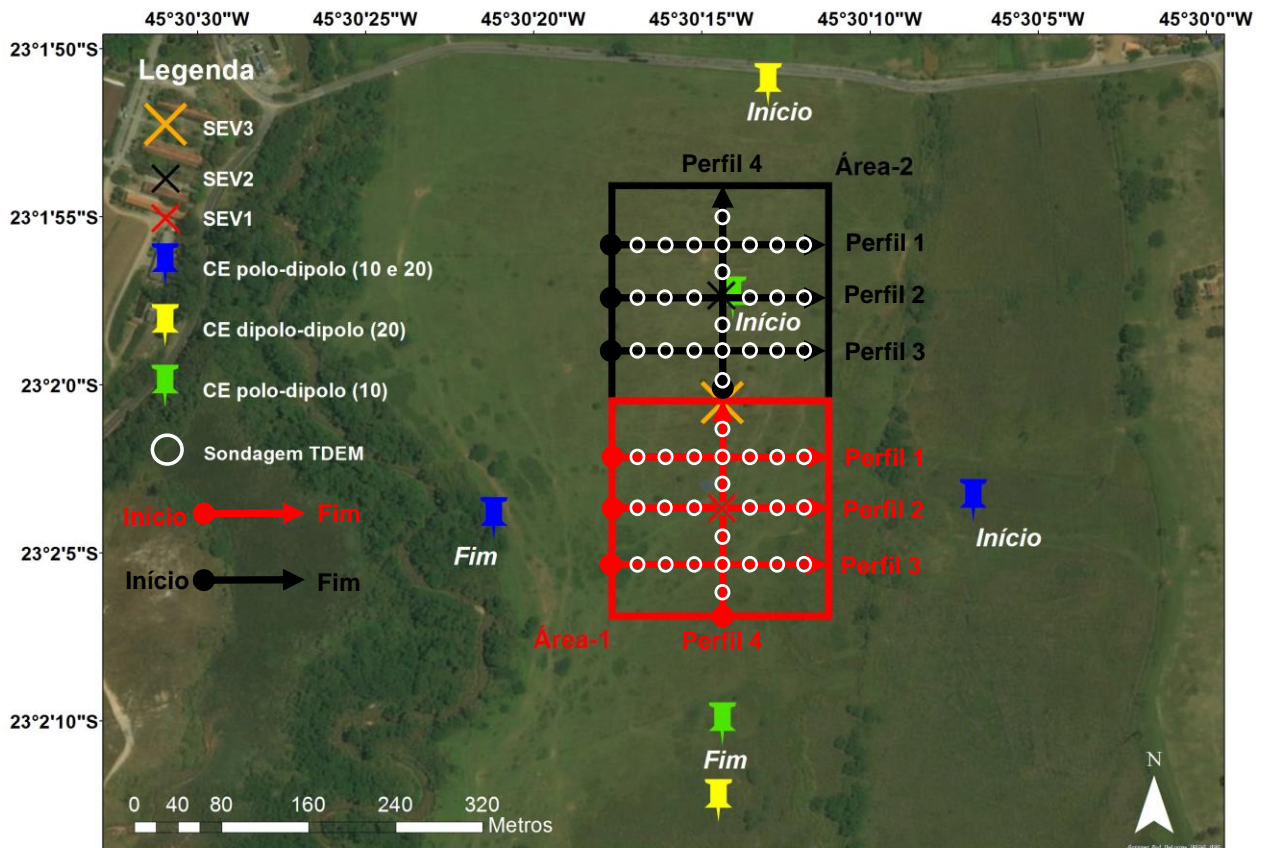 45°30'30"W 45°30'25"W 45°30'20"W 45°30'15"W 45°30'10"W 45°30'5"W 45°30'0"W
23°1'50"S
Legenda
SEV3
SEV2
SEV1
CE polo-dipolo (10 e 20)
CE dipolo-dipolo (20)
CE polo-dipolo (10)
Sondagem TDEM
Início Fim
Início Fim
Início
Perfil 4 Área-2
23°1'55"S
Perfil 1
Perfil 2
Início
Perfil 3
23°2'0"S
Perfil 1
Perfil 2
Início
Fim
23°2'5"S
Perfil 3
Área-1 Perfil 4
23°2'10"S
Fim
N
0 40 80 160 240 320
Metros